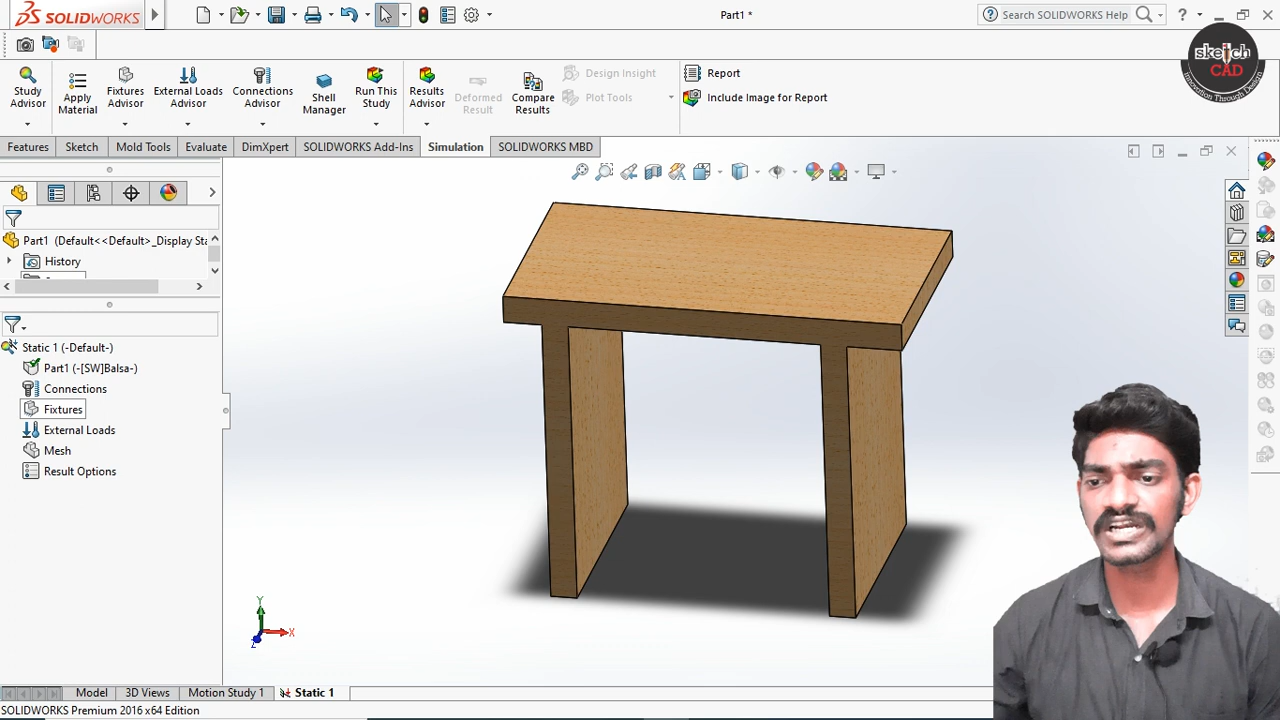 SOLIDWORKS
Part1 *
Search SOLIDWORKS Help
?
sketch
CAD
Innovation Through Design
Study Advisor
Apply Material
Fixtures Advisor
External Loads Advisor
Connections Advisor
Shell Manager
Run This Study
Results Advisor
Deformed Result
Compare Results
Design Insight
Plot Tools
Report
Include Image for Report
Features
Sketch
Mold Tools
Evaluate
DimXpert
SOLIDWORKS Add-Ins
Simulation
SOLIDWORKS MBD
Part1 (Default<<Default>_Display Sta
History
Static 1 (-Default-)
Part1 (-[SW]Balsa-)
Connections
Fixtures
External Loads
Mesh
Result Options
Y
X
Z
Model
3D Views
Motion Study 1
Static 1
SOLIDWORKS Premium 2016 x64 Edition